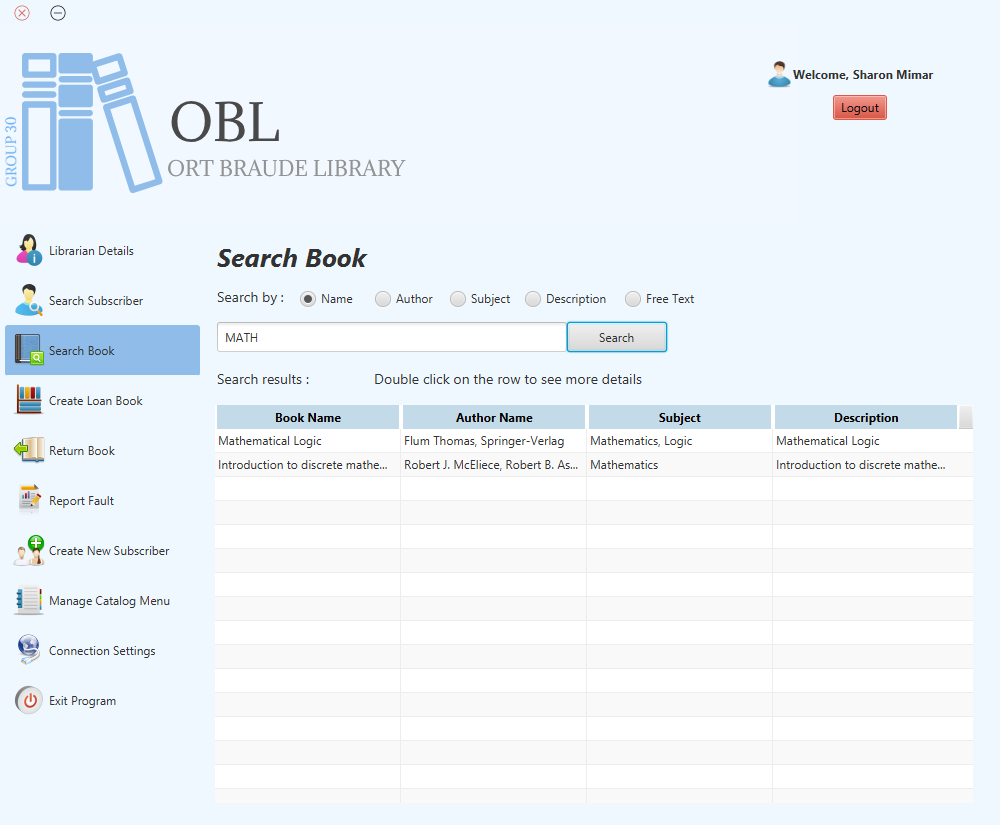 GROUP 30
OBL
ORT BRAUDE LIBRARY
Welcome, Sharon Mimar
Logout
Librarian Details
Search Subscriber
Search Book
Create Loan Book
Return Book
Report Fault
Create New Subscriber
Manage Catalog Menu
Connection Settings
Exit Program
Search Book
Search by : Name Author Subject Description Free Text
MATH Search
Search results : Double click on the row to see more details
Book Name Author Name Subject Description
Mathematical Logic Flum Thomas, Springer-Verlag Mathematics, Logic Mathematical Logic
Introduction to discrete mathe... Robert J. McEliece, Robert B. As... Mathematics Introduction to discrete mathe...